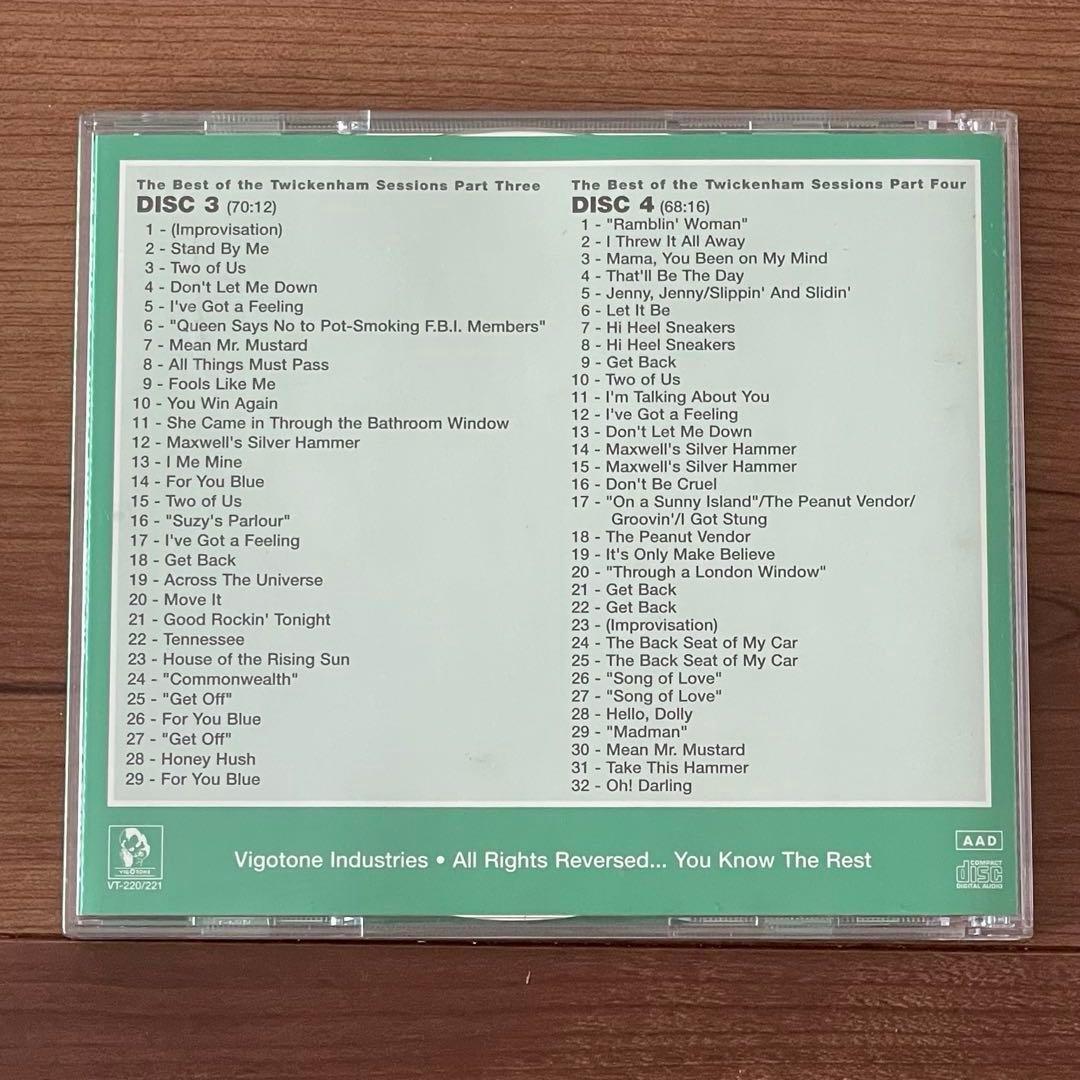 The Best of the Twickenham Sessions Part Three
DISC 3 (70:12)
1 - (Improvisation)
2 - Stand By Me
3 - Two of Us
4 - Don't Let Me Down
5 - I've Got a Feeling
6 - "Queen Says No to Pot-Smoking F.B.I. Members"
7 - Mean Mr. Mustard
8 - All Things Must Pass
9 - Fools Like Me
10 - You Win Again
11 - She Came in Through the Bathroom Window
12 - Maxwell's Silver Hammer
13 - I Me Mine
14 - For You Blue
15 - Two of Us
16 - "Suzy's Parlour"
17 - I've Got a Feeling
18 - Get Back
19 - Across The Universe
20 - Move It
21 - Good Rockin' Tonight
22 - Tennessee
23 - House of the Rising Sun
24 - "Commonwealth"
25 - "Get Off"
26 - For You Blue
27 - "Get Off"
28 - Honey Hush
29 - For You Blue
The Best of the Twickenham Sessions Part Four
DISC 4 (68:16)
1 - "Ramblin' Woman"
2 - I Threw It All Away
3 - Mama, You Been on My Mind
4 - That'll Be The Day
5 - Jenny, Jenny/Slippin' And Slidin'
6 - Let It Be
7 - Hi Heel Sneakers
8 - Hi Heel Sneakers
9 - Get Back
10 - Two of Us
11 - I'm Talking About You
12 - I've Got a Feeling
13 - Don't Let Me Down
14 - Maxwell's Silver Hammer
15 - Maxwell's Silver Hammer
16 - Don't Be Cruel
17 - "On a Sunny Island"/The Peanut Vendor/
Groovin'/I Got Stung
18 - The Peanut Vendor
19 - It's Only Make Believe
20 - "Through a London Window"
21 - Get Back
22 - Get Back
23 - (Improvisation)
24 - The Back Seat of My Car
25 - The Back Seat of My Car
26 - "Song of Love"
27 - "Song of Love"
28 - Hello, Dolly
29 - "Madman"
30 - Mean Mr. Mustard
31 - Take This Hammer
32 - Oh! Darling
VIGOTONE
VT-220/221
Vigotone Industries • All Rights Reversed... You Know The Rest
AAD
COMPACT
disc
DIGITAL AUDIO